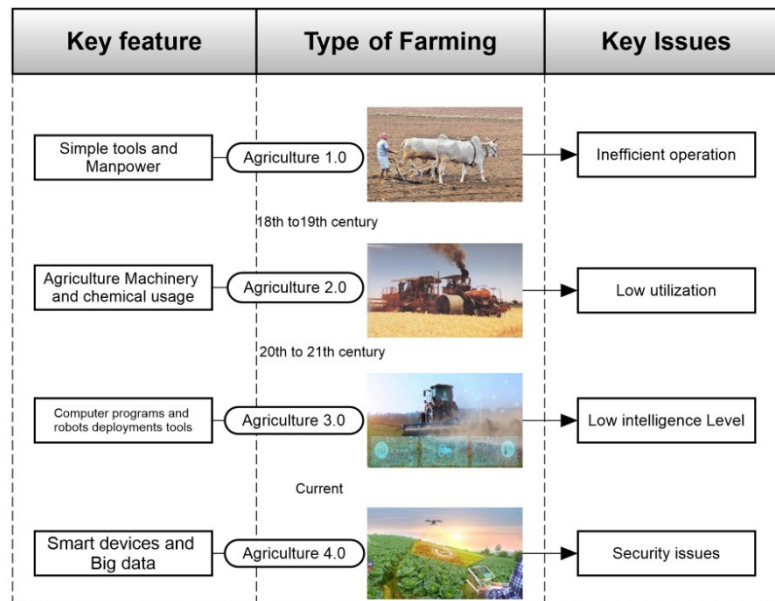 Key feature
Type of Farming
Key Issues
Simple tools and
Manpower
Agriculture 1.0
Inefficient operation
18th to19th century
Agriculture Machinery
and chemical usage
Agriculture 2.0
Low utilization
20th to 21th century
Computer programs and
robots deployments tools
Agriculture 3.0
Low intelligence Level
Current
Smart devices and
Big data
Agriculture 4.0
Security issues